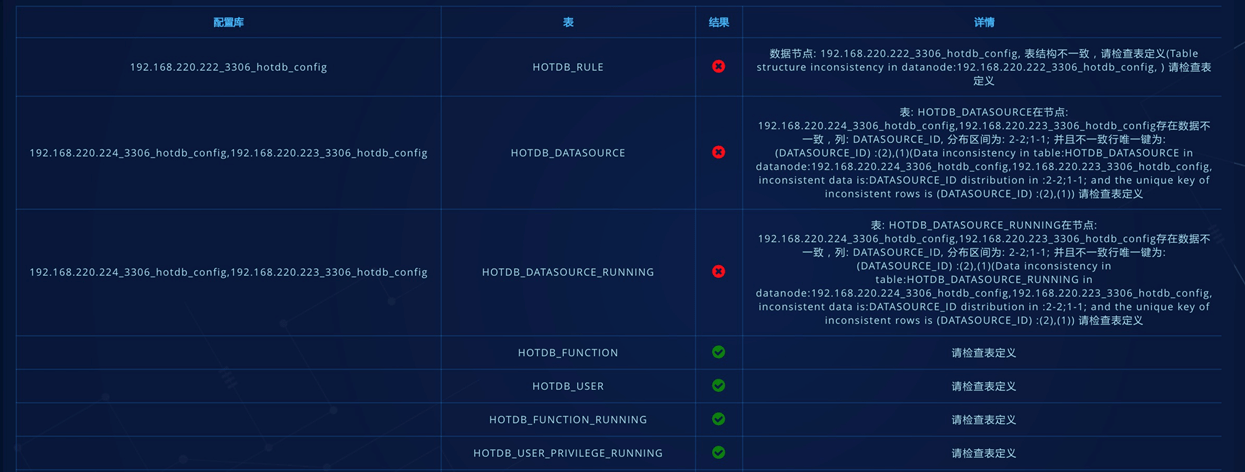 配置库 表 结果 详情
192.168.220.222_3306_hotdb_config HOTDB_RULE 数据节点: 192.168.220.222_3306_hotdb_config, 表结构不一致，请检查表定义(Table
structure inconsistency in datanode:192.168.220.222_3306_hotdb_config, ) 请检查表
定义
192.168.220.224_3306_hotdb_config,192.168.220.223_3306_hotdb_config HOTDB_DATASOURCE 表: HOTDB_DATASOURCE在节点:
192.168.220.224_3306_hotdb_config,192.168.220.223_3306_hotdb_config存在数据不
一致，列: DATASOURCE_ID, 分布区间为: 2-2;1-1; 并且不一致行唯一键为:
(DATASOURCE_ID) :(2),(1)(Data inconsistency in table:HOTDB_DATASOURCE in
datanode:192.168.220.224_3306_hotdb_config,192.168.220.223_3306_hotdb_config,
inconsistent data is:DATASOURCE_ID distribution in :2-2;1-1; and the unique key of
inconsistent rows is (DATASOURCE_ID) :(2),(1)) 请检查表定义
192.168.220.224_3306_hotdb_config,192.168.220.223_3306_hotdb_config HOTDB_DATASOURCE_RUNNING 表: HOTDB_DATASOURCE_RUNNING在节点:
192.168.220.224_3306_hotdb_config,192.168.220.223_3306_hotdb_config存在数据不
一致，列: DATASOURCE_ID, 分布区间为: 2-2;1-1; 并且不一致行唯一键为:
(DATASOURCE_ID) :(2),(1)(Data inconsistency in
table:HOTDB_DATASOURCE_RUNNING in
datanode:192.168.220.224_3306_hotdb_config,192.168.220.223_3306_hotdb_config,
inconsistent data is:DATASOURCE_ID distribution in :2-2;1-1; and the unique key of
inconsistent rows is (DATASOURCE_ID) :(2),(1)) 请检查表定义
HOTDB_FUNCTION 请检查表定义
HOTDB_USER 请检查表定义
HOTDB_FUNCTION_RUNNING 请检查表定义
HOTDB_USER_PRIVILEGE_RUNNING 请检查表定义